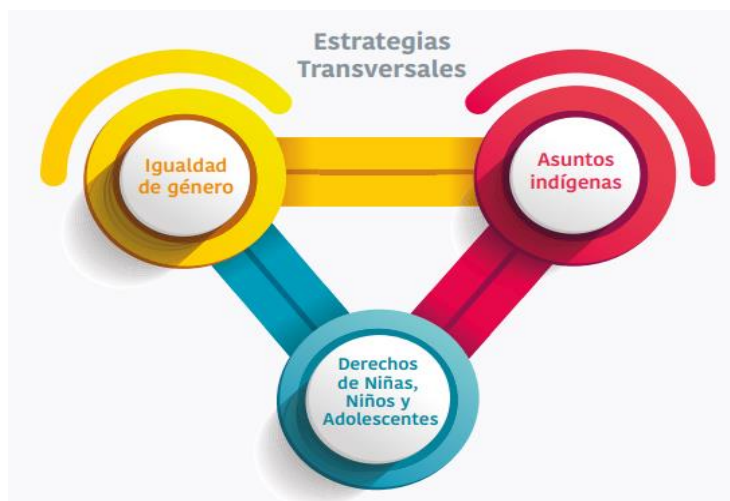 Estrategias
Transversales
Igualdad
de género
Asuntos
indígenas
Derechos
de Niñas,
Niños y
Adolescentes